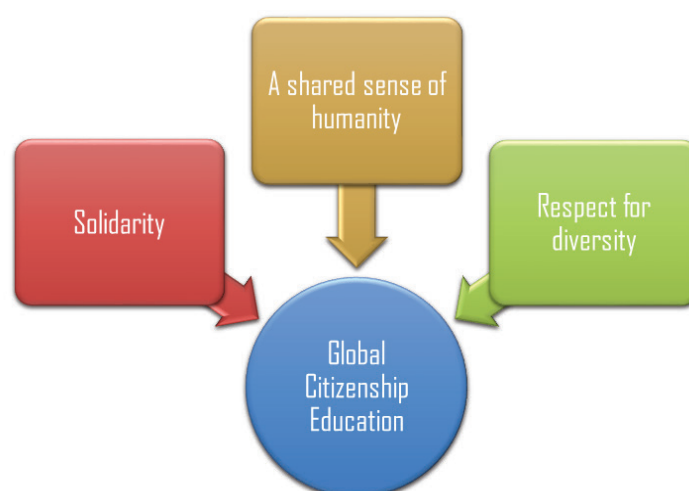 A shared sense of
humanity
Solidarity
Respect for
diversity
Global
Citizenship
Education